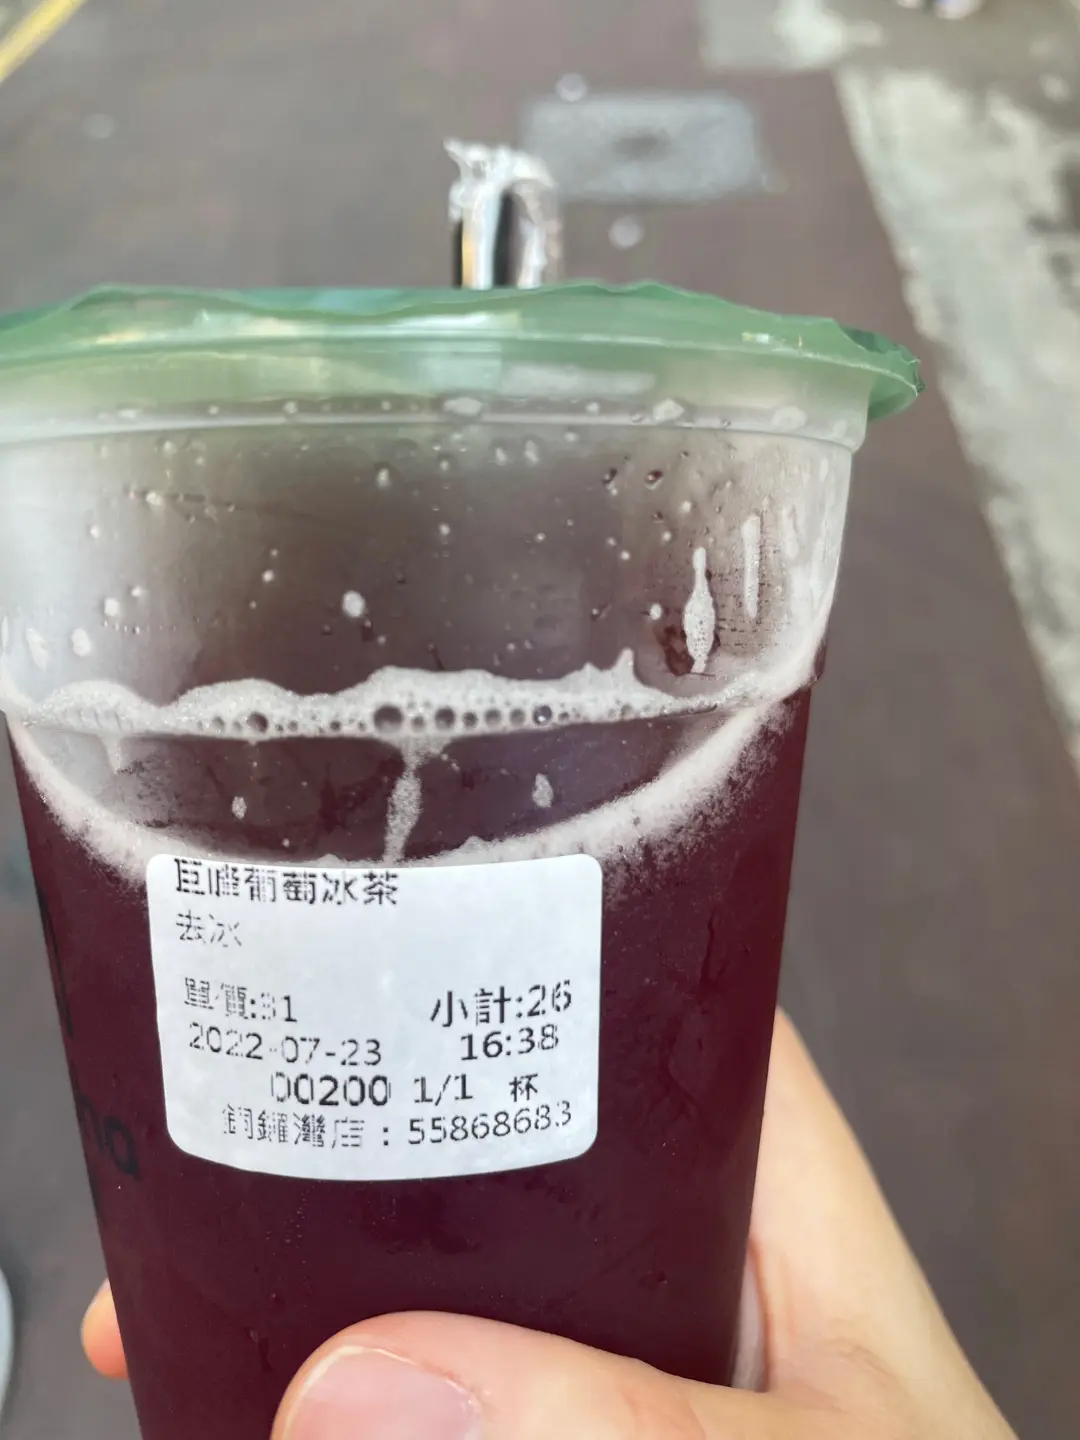 巨峰葡萄冰茶
去冰
單價:31 小計:26
2022-07-23 16:38
00200 1/1 杯
銅鑼灣店：55868683